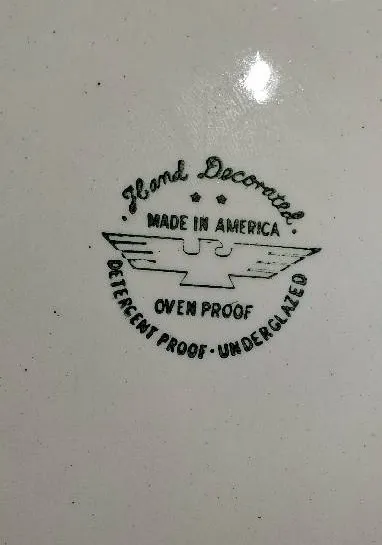 · Hand Decorated ·
MADE IN AMERICA
OVEN PROOF
DETERGENT PROOF · UNDERGLAZED